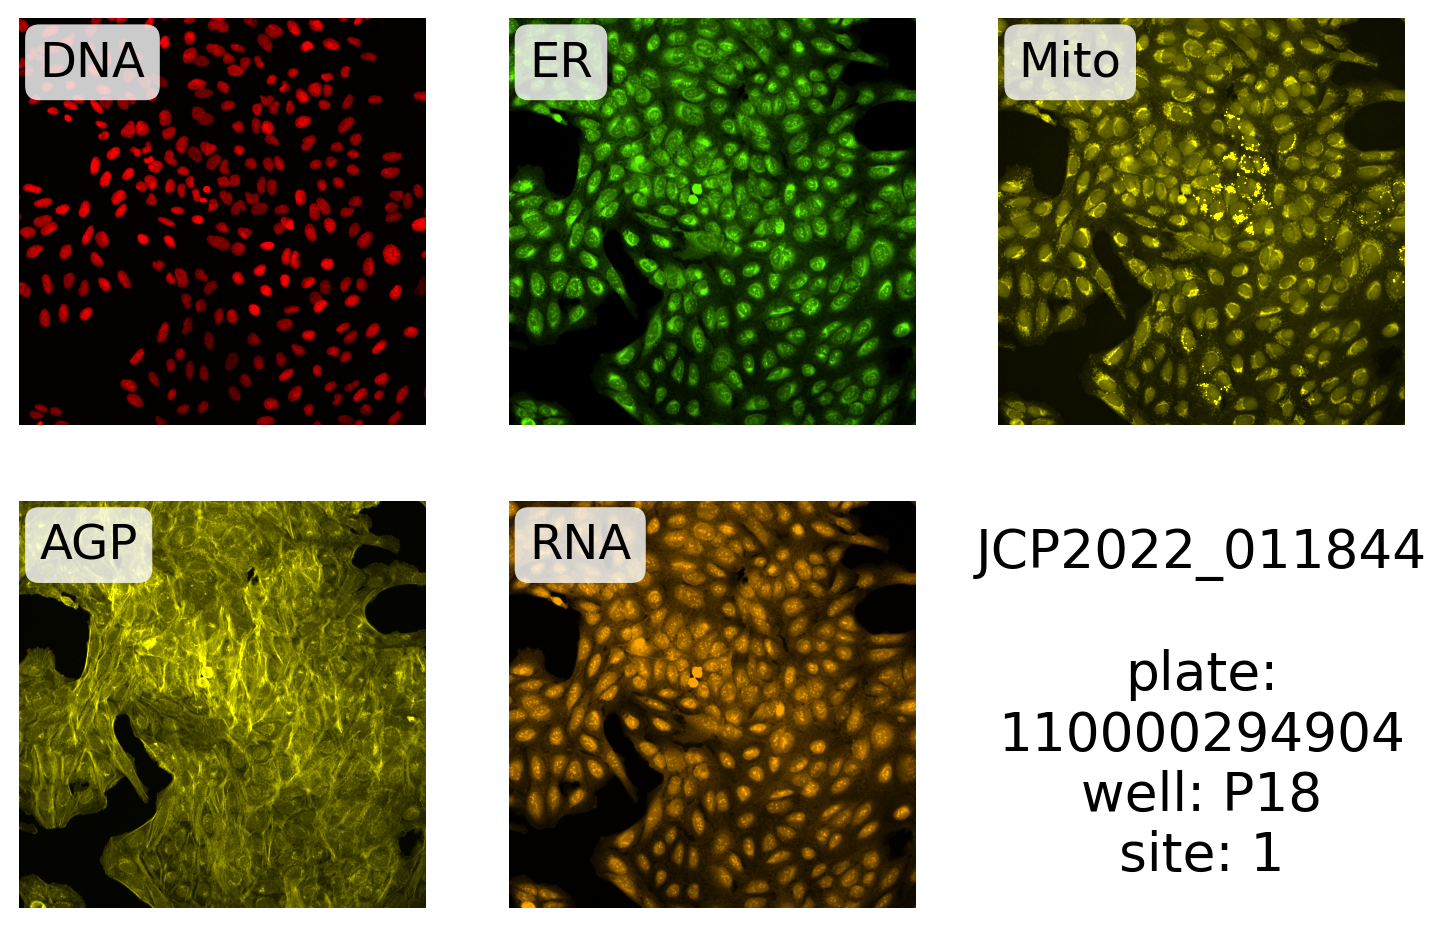 DNA
ER
Mito
AGP
RNA
JCP2022_011844
plate:
110000294904
well: P18
site: 1